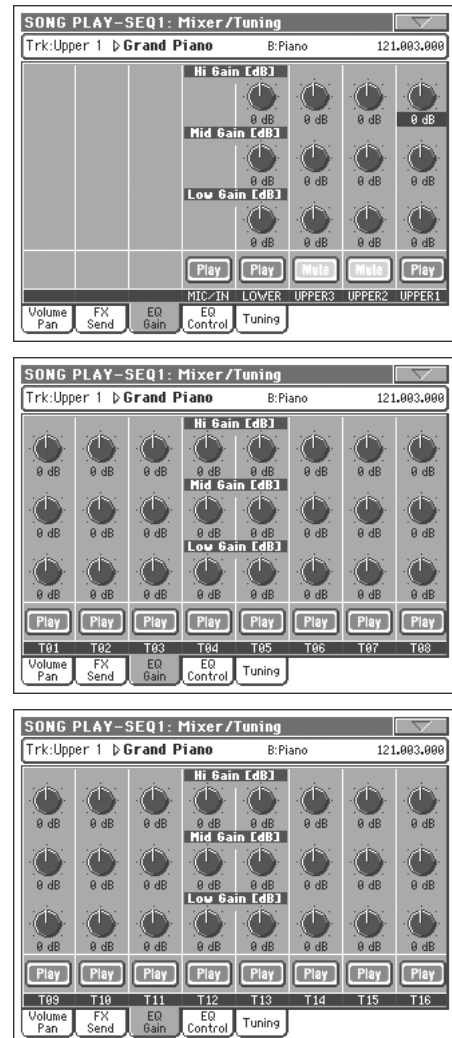 SONG PLAY-SEQ1: Mixer/Tuning
Trk:Upper 1 ▷Grand Piano B:Piano 121.003.000
Hi Gain [dB]
0 dB 0 dB 0 dB 0 dB
Mid Gain [dB]
0 dB 0 dB 0 dB 0 dB
Low Gain [dB]
0 dB 0 dB 0 dB 0 dB
Play Play Mute Mute Play
MIC/IN LOWER UPPER3 UPPER2 UPPER1
Volume Pan FX Send EQ Gain EQ Control Tuning
SONG PLAY-SEQ1: Mixer/Tuning
Trk:Upper 1 ▷Grand Piano B:Piano 121.003.000
Hi Gain [dB]
0 dB 0 dB 0 dB 0 dB 0 dB 0 dB 0 dB 0 dB
Mid Gain [dB]
0 dB 0 dB 0 dB 0 dB 0 dB 0 dB 0 dB 0 dB
Low Gain [dB]
0 dB 0 dB 0 dB 0 dB 0 dB 0 dB 0 dB 0 dB
Play Play Play Play Play Play Play Play
T01 T02 T03 T04 T05 T06 T07 T08
Volume Pan FX Send EQ Gain EQ Control Tuning
SONG PLAY-SEQ1: Mixer/Tuning
Trk:Upper 1 ▷Grand Piano B:Piano 121.003.000
Hi Gain [dB]
0 dB 0 dB 0 dB 0 dB 0 dB 0 dB 0 dB 0 dB
Mid Gain [dB]
0 dB 0 dB 0 dB 0 dB 0 dB 0 dB 0 dB 0 dB
Low Gain [dB]
0 dB 0 dB 0 dB 0 dB 0 dB 0 dB 0 dB 0 dB
Play Play Play Play Play Play Play Play
T09 T10 T11 T12 T13 T14 T15 T16
Volume Pan FX Send EQ Gain EQ Control Tuning